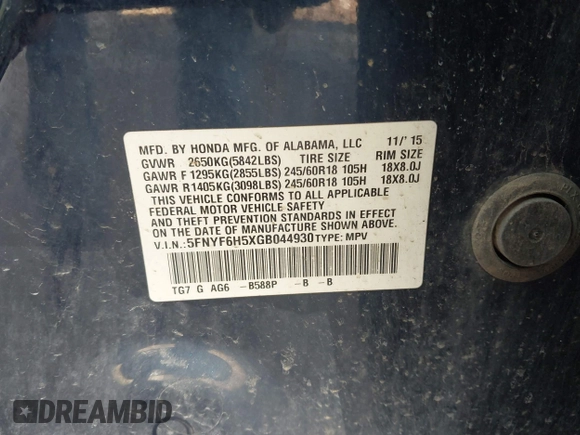 MFD. BY HONDA MFG. OF ALABAMA, LLC 11/'15
GVWR 2650KG(5842LBS) TIRE SIZE RIM SIZE
GAWR F 1295KG(2855LBS) 245/60R18 105H 18X8.0J
GAWR R 1405KG(3098LBS) 245/60R18 105H 18X8.0J
THIS VEHICLE CONFORMS TO ALL APPLICABLE
FEDERAL MOTOR VEHICLE SAFETY
AND THEFT PREVENTION STANDARDS IN EFFECT
ON THE DATE OF MANUFACTURE SHOWN ABOVE.
V.I.N.:5FNYF6H5XGB044930 TYPE: MPV
TG7 G AG6 -B588P -B -B
DREAMBID